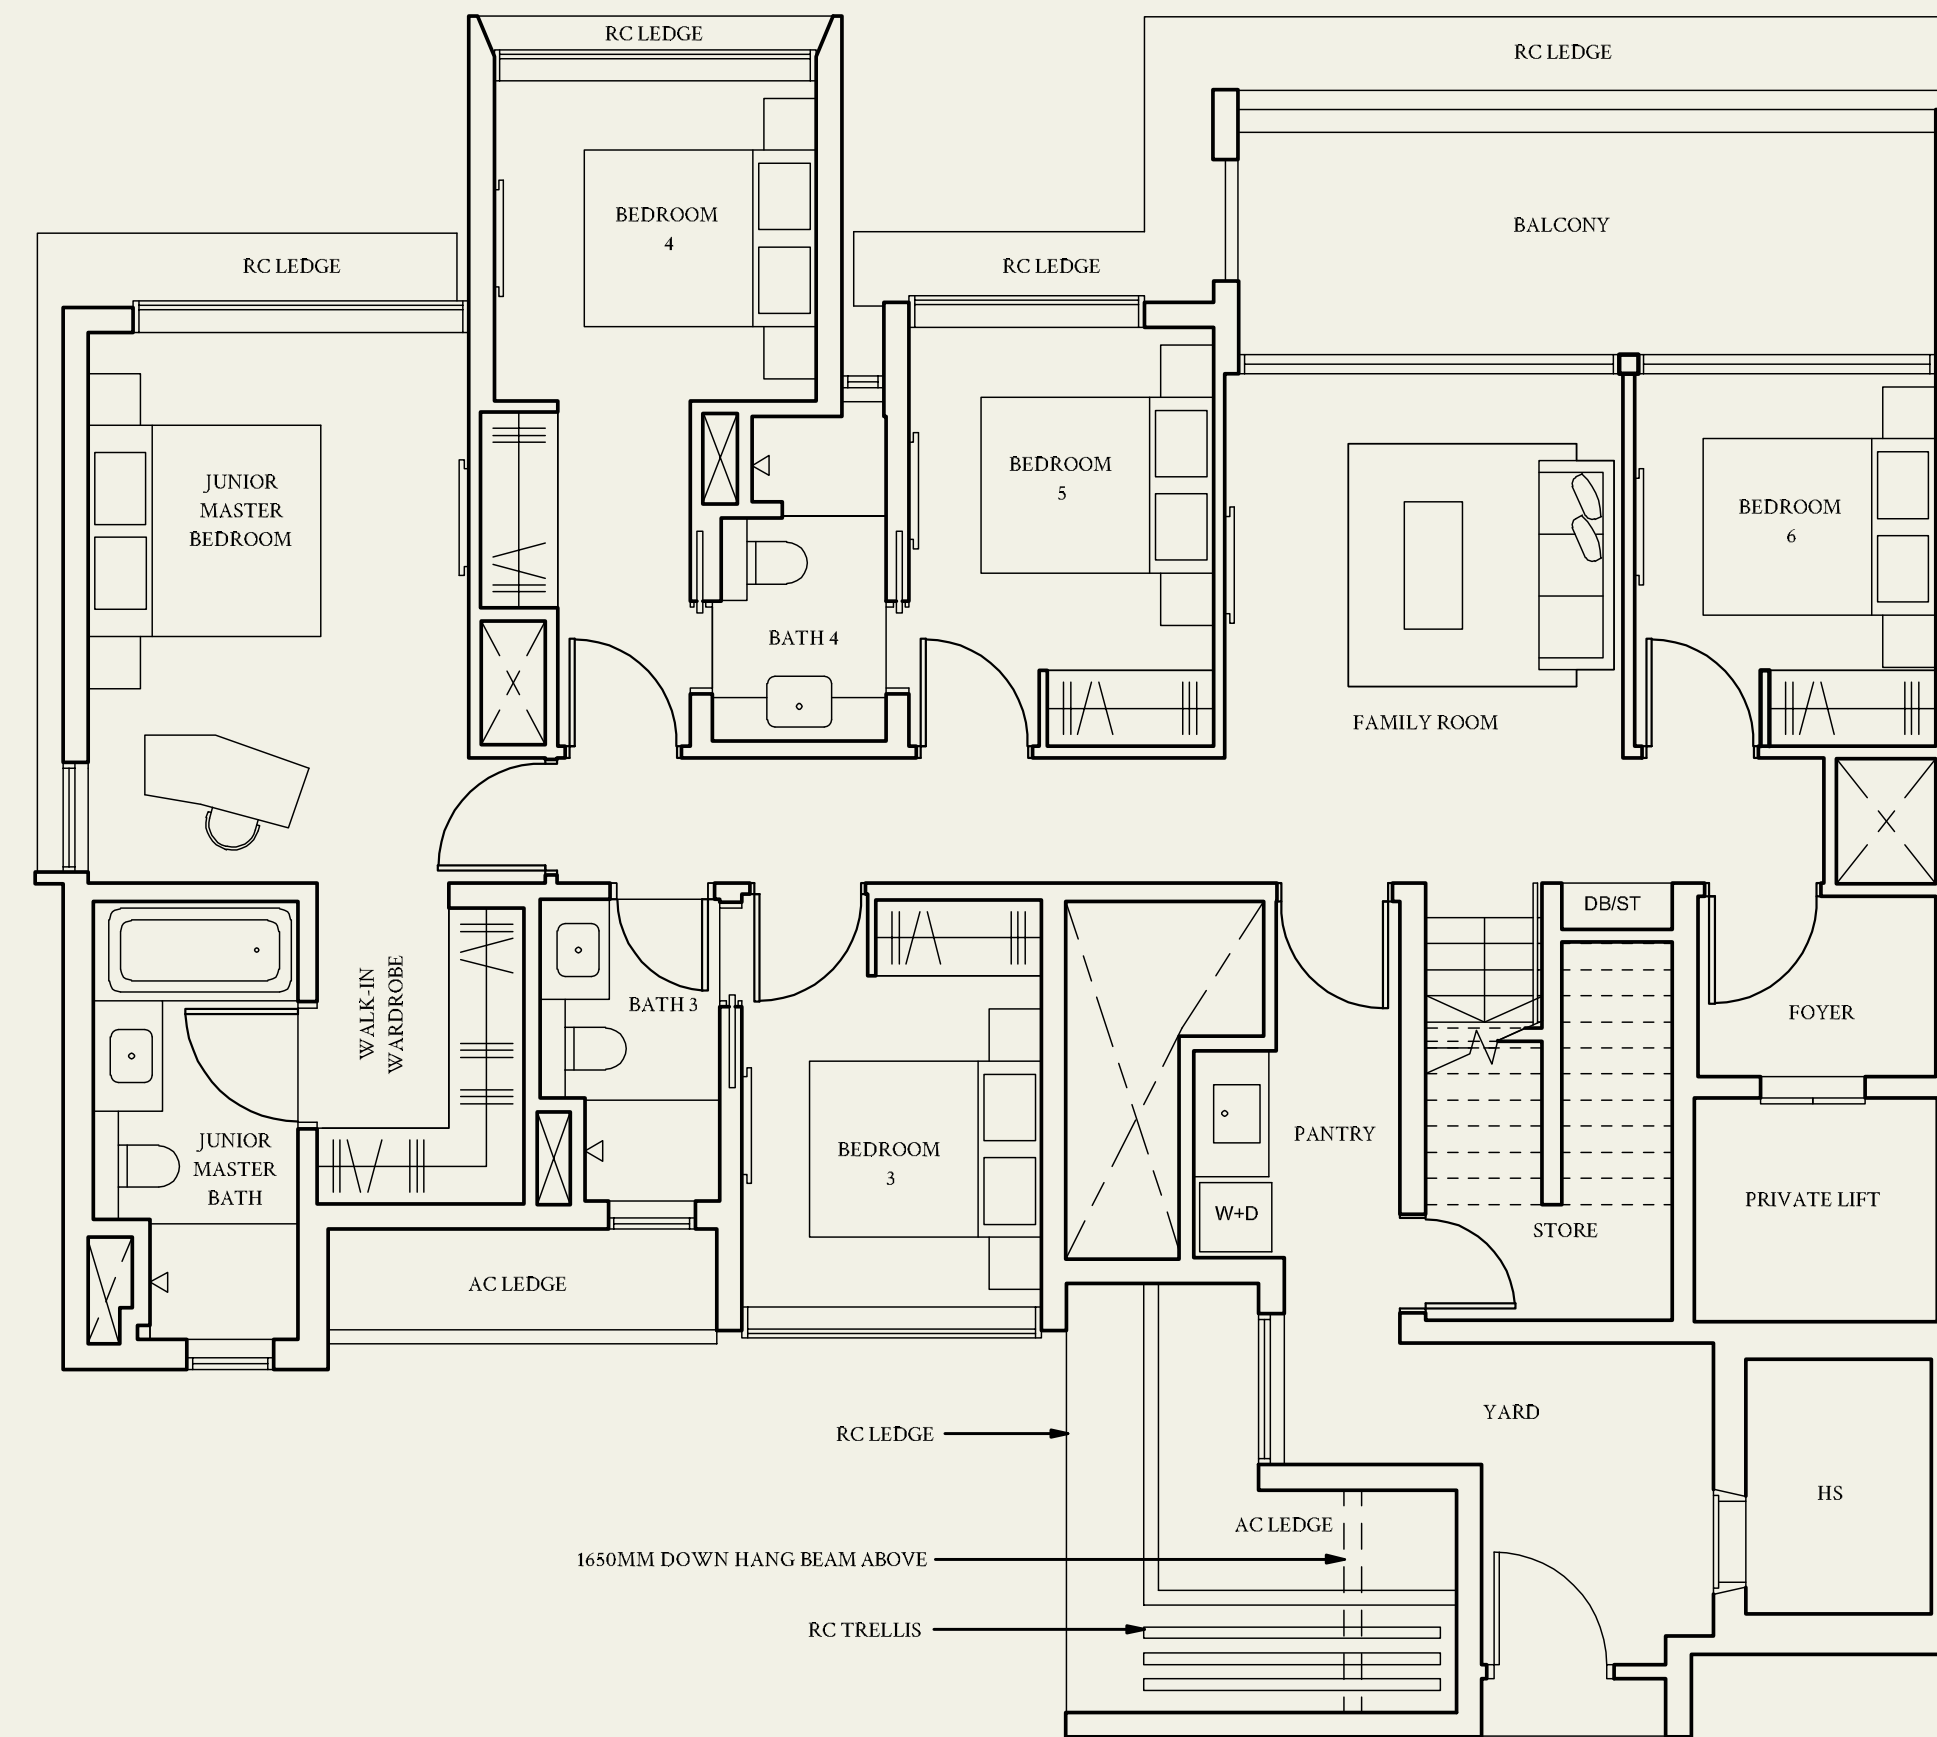 RC LEDGE
RC LEDGE
BEDROOM
4
BALCONY
RC LEDGE
RC LEDGE
JUNIOR
MASTER
BEDROOM
BEDROOM
5
BEDROOM
6
BATH 4
FAMILY ROOM
DB/ST
WALK-IN
WARDROBE
BATH 3
FOYER
PANTRY
JUNIOR
MASTER
BATH
BEDROOM
3
PRIVATE LIFT
W+D
STORE
AC LEDGE
YARD
RC LEDGE
HS
AC LEDGE
1650MM DOWN HANG BEAM ABOVE
RC TRELLIS